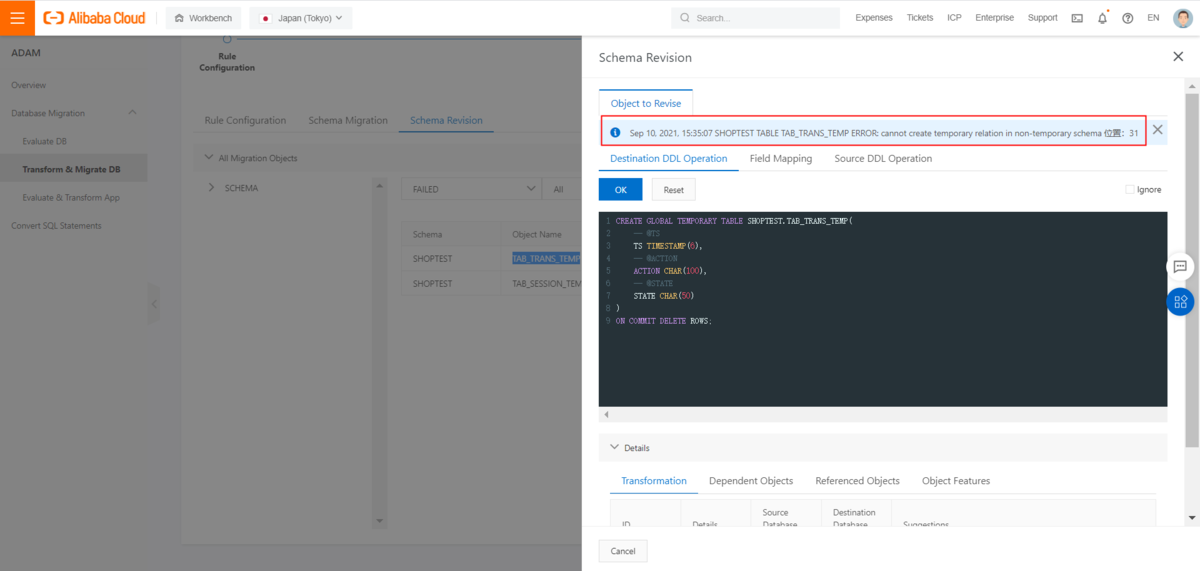 Alibaba Cloud
Workbench
Japan (Tokyo)
Search...
Expenses
Tickets
ICP
Enterprise
Support
EN
ADAM
Overview
Database Migration
Evaluate DB
Transform & Migrate DB
Evaluate & Transform App
Convert SQL Statements
Rule
Configuration
Rule Configuration
Schema Migration
Schema Revision
All Migration Objects
SCHEMA
FAILED
All
Schema
Object Name
SHOPTEST
TAB_TRANS_TEMP
SHOPTEST
TAB_SESSION_TEM
Schema Revision
Object to Revise
Sep 10, 2021, 15:35:07 SHOPTEST TABLE TAB_TRANS_TEMP ERROR: cannot create temporary relation in non-temporary schema 位置：31
Destination DDL Operation
Field Mapping
Source DDL Operation
OK
Reset
Ignore
1 CREATE GLOBAL TEMPORARY TABLE SHOPTEST.TAB_TRANS_TEMP(
2 -- @TS
3 TS TIMESTAMP(6),
4 -- @ACTION
5 ACTION CHAR(100),
6 -- @STATE
7 STATE CHAR(50)
8 )
9 ON COMMIT DELETE ROWS;
Details
Transformation
Dependent Objects
Referenced Objects
Object Features
ID
Details
Source
Database
Destination
Database
Suggestions
Cancel